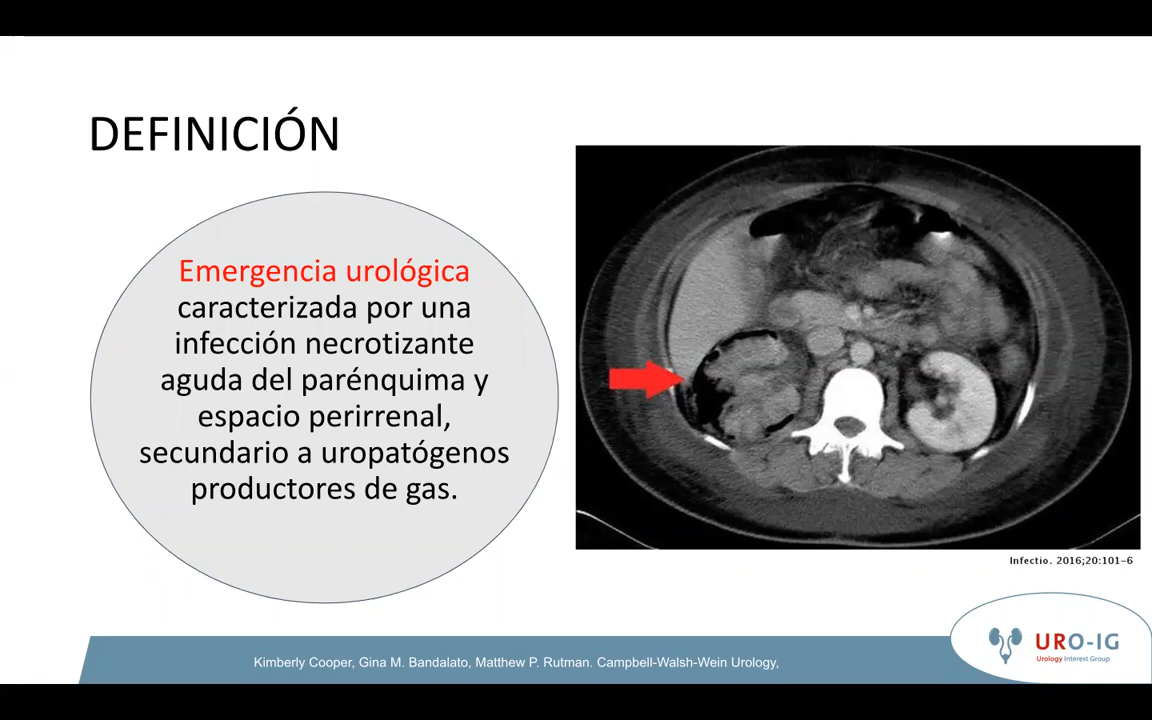 DEFINICIÓN
Emergencia urológica
caracterizada por una
infección necrotizante
aguda del parénquima y
espacio perirrenal,
secundario a uropatógenos
productores de gas.
Infectio. 2016;20:101–6
Kimberly Cooper, Gina M. Bandalato, Matthew P. Rutman. Campbell-Walsh-Wein Urology,
URO-IG
Urology Interest Group